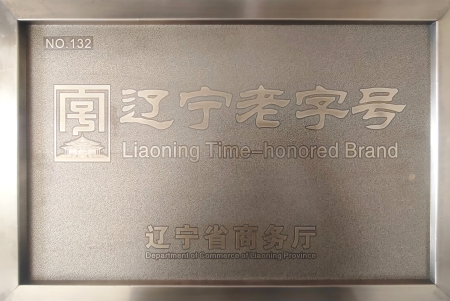 NO.132
辽宁老字号
Liaoning Time-honored Brand
辽宁省商务厅
Department of Commerce of Liaoning Province